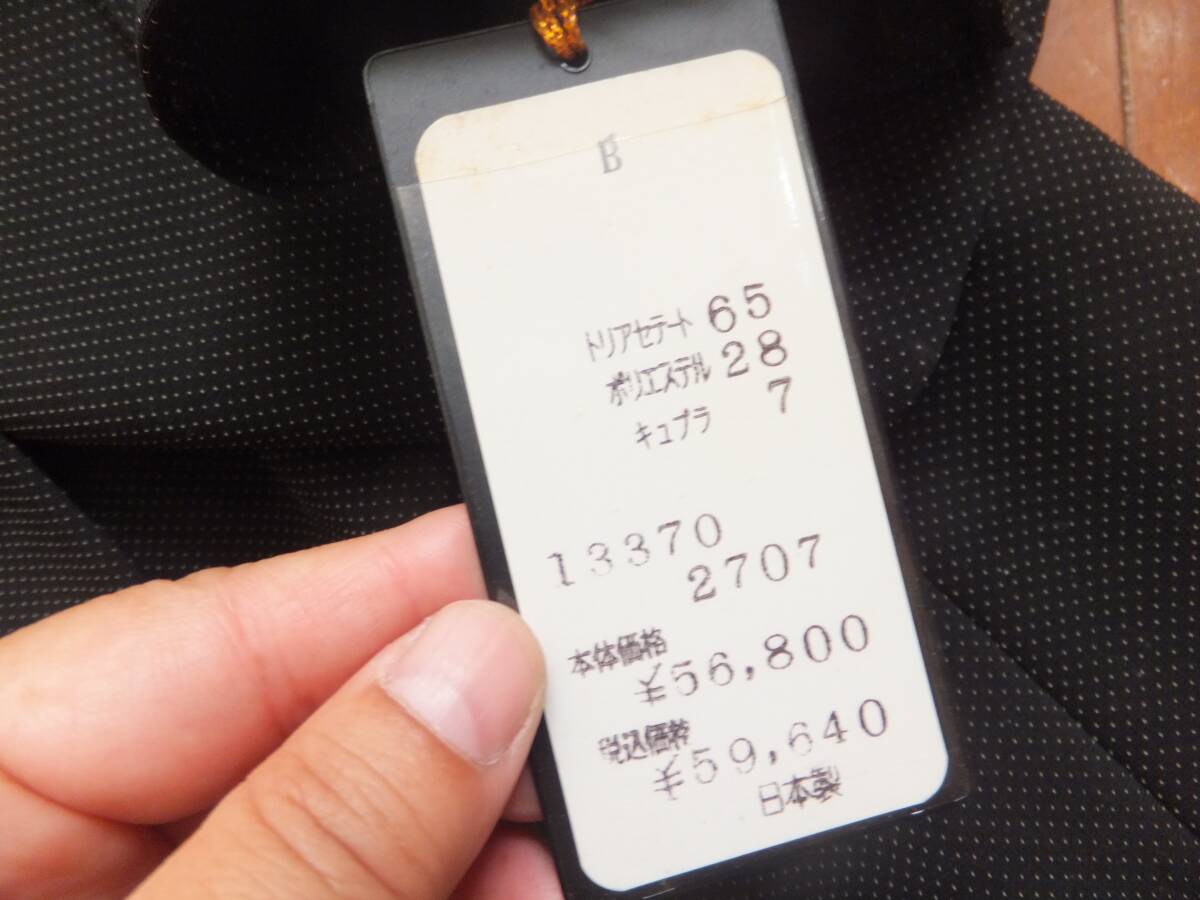 B
トリアセテート 65
ポリエステル 28
キュプラ 7
13370
2707
本体価格
¥56,800
税込価格
¥59,640
日本製